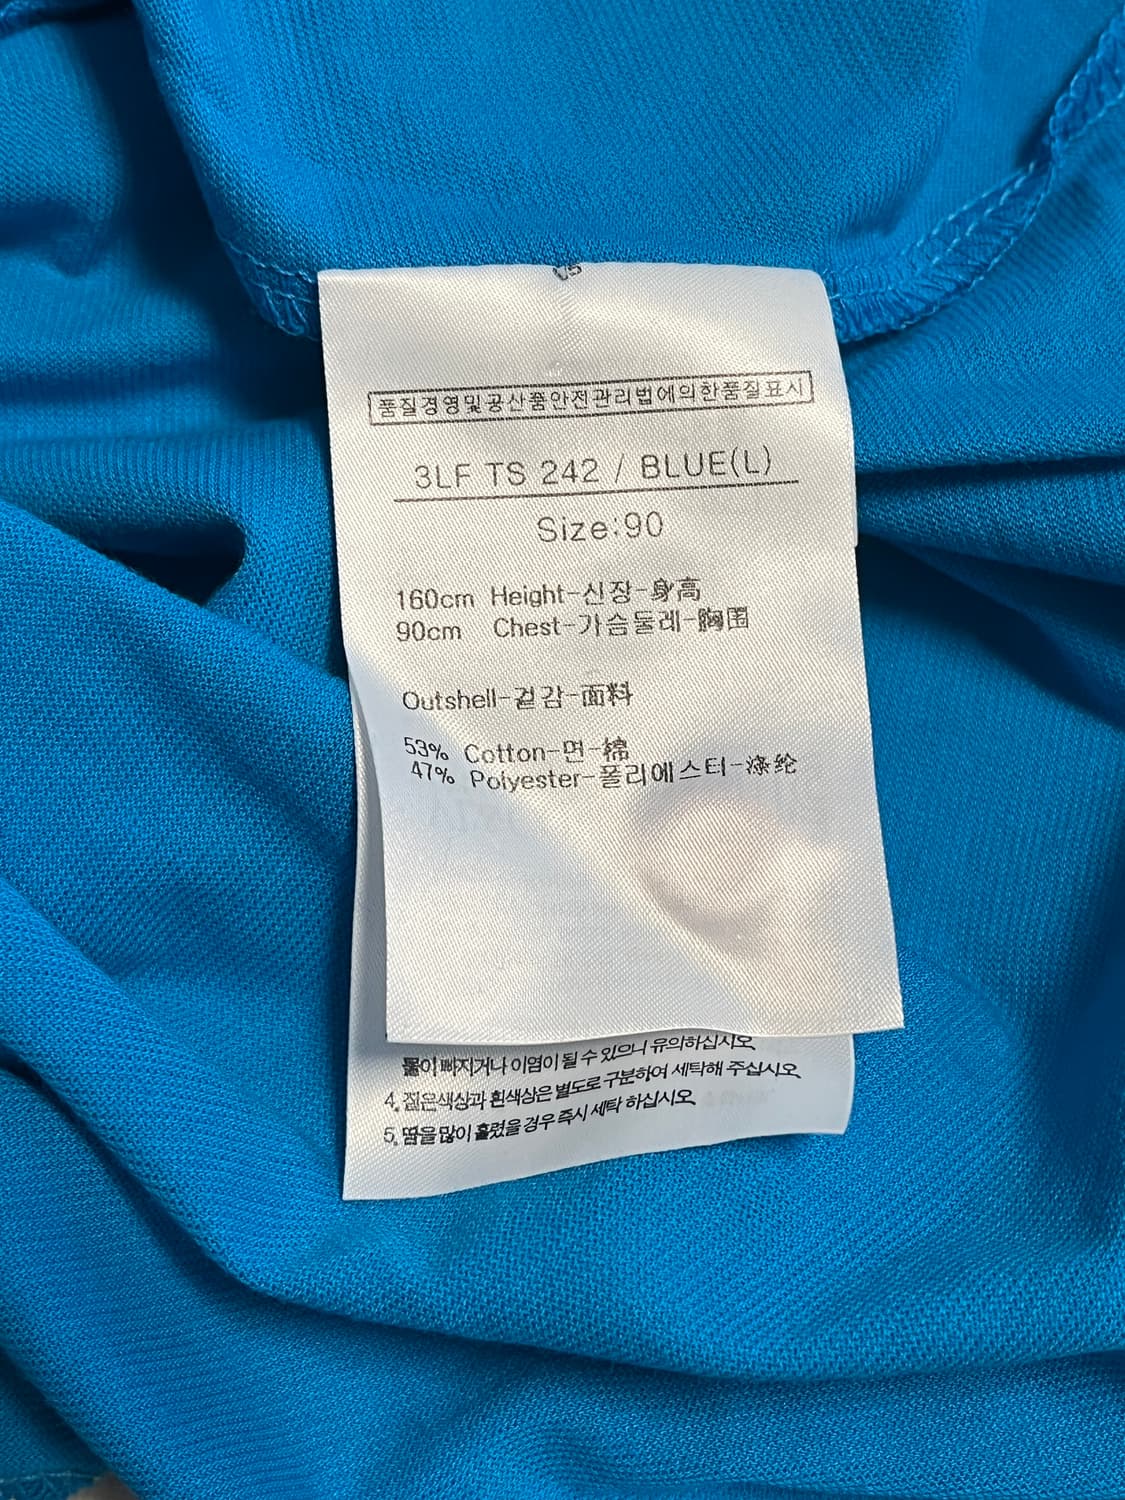 품질경영및공산품안전관리법에의한품질표시
3LF TS 242 / BLUE(L)
Size:90
160cm Height-신장-身高
90cm Chest-가슴둘레-胸围
Outshell-겉감-面料
53% Cotton-면-棉
47% Polyester-폴리에스터-涤纶
물이 빠지거나 이염이 될 수 있으니 유의하십시오.
4. 짙은색상과 흰색상은 별도로 구분하여 세탁해 주십시오.
5. 땀을 많이 흘렸을 경우 즉시 세탁 하십시오.